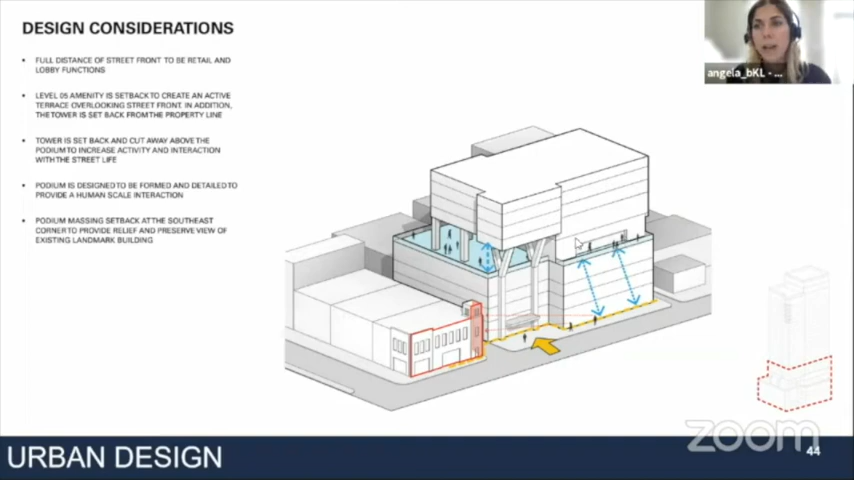 DESIGN CONSIDERATIONS
angela_bKL - ...
• FULL DISTANCE OF STREET FRONT TO BE RETAIL AND
LOBBY FUNCTIONS
• LEVEL 05 AMENITY IS SETBACK TO CREATE AN ACTIVE
TERRACE OVERLOOKING STREET FRONT. IN ADDITION,
THE TOWER IS SET BACK FROM THE PROPERTY LINE
• TOWER IS SET BACK AND CUT AWAY ABOVE THE
PODIUM TO INCREASE ACTIVITY AND INTERACTION
WITH THE STREET LIFE
• PODIUM IS DESIGNED TO BE FORMED AND DETAILED TO
PROVIDE A HUMAN SCALE INTERACTION
• PODIUM MASSING SETBACK AT THE SOUTHEAST
CORNER TO PROVIDE RELIEF AND PRESERVE VIEW OF
EXISTING LANDMARK BUILDING
zoom
URBAN DESIGN
44